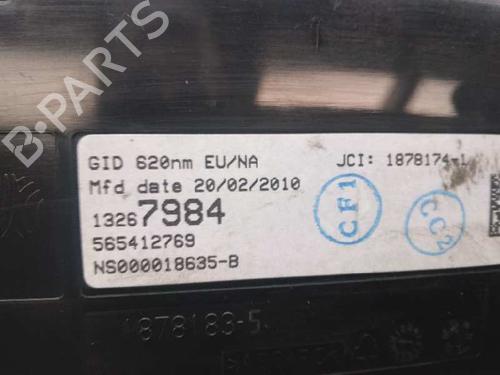 GID 620nm EU/NA JCI: 1878174-1
Mfd date 20/02/2010
13267984
565412769
NS000018635-B
CF1
CC2
1878183-5
B-PARTS